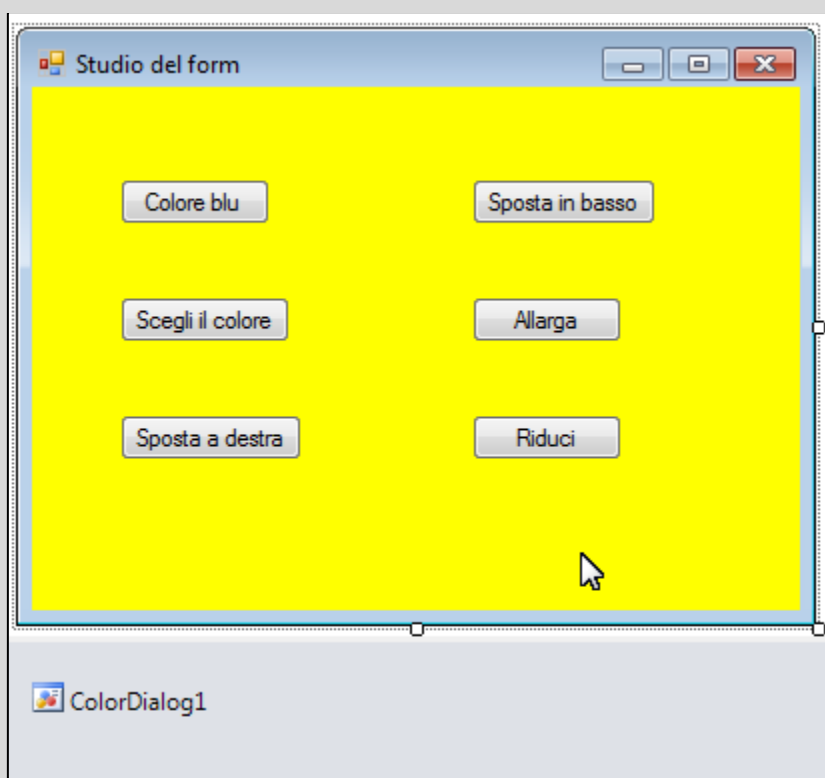 Studio del form
Colore blu
Sposta in basso
Scegli il colore
Allarga
Sposta a destra
Riduci
ColorDialog1